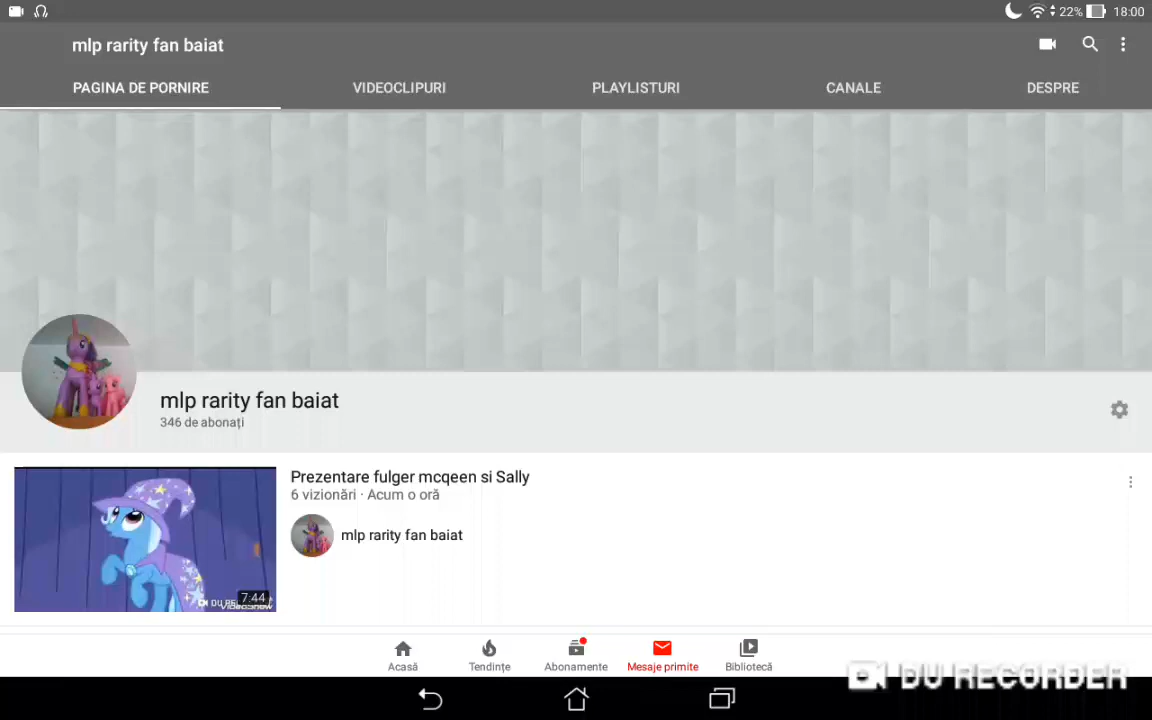 22% 18:00
mlp rarity fan baiat
PAGINA DE PORNIRE VIDEOCLIPURI PLAYLISTURI CANALE DESPRE
mlp rarity fan baiat
346 de abonați
Prezentare fulger mcqeen si Sally
6 vizionări · Acum o oră
mlp rarity fan baiat
7:44
Acasă Tendințe Abonamente Mesaje primite Bibliotecă
DU RECORDER